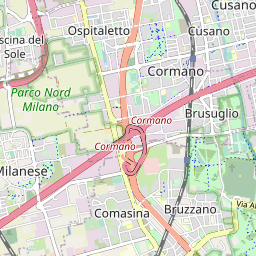 Cusano
Ospitaletto
Cusano
scina del
Sole
Cormano
Parco Nord
Milano
Cormano
Brusuglio
Cormano
Milanese
Via A
Comasina
Bruzzano